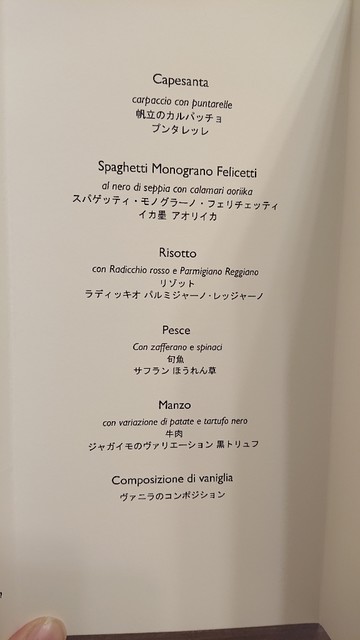 Capesanta
carpaccio con puntarelle
帆立のカルパッチョ
プンタレッレ
Spaghetti Monograno Felicetti
al nero di seppia con calamari aoriika
スパゲッティ・モノグラーノ・フェリチェッティ
イカ墨 アオリイカ
Risotto
con Radicchio rosso e Parmigiano Reggiano
リゾット
ラディッキオ パルミジャーノ・レッジャーノ
Pesce
Con zafferano e spinaci
旬魚
サフラン ほうれん草
Manzo
con variazione di patate e tartufo nero
牛肉
ジャガイモのヴァリエーション 黒トリュフ
Composizione di vaniglia
ヴァニラのコンポジション